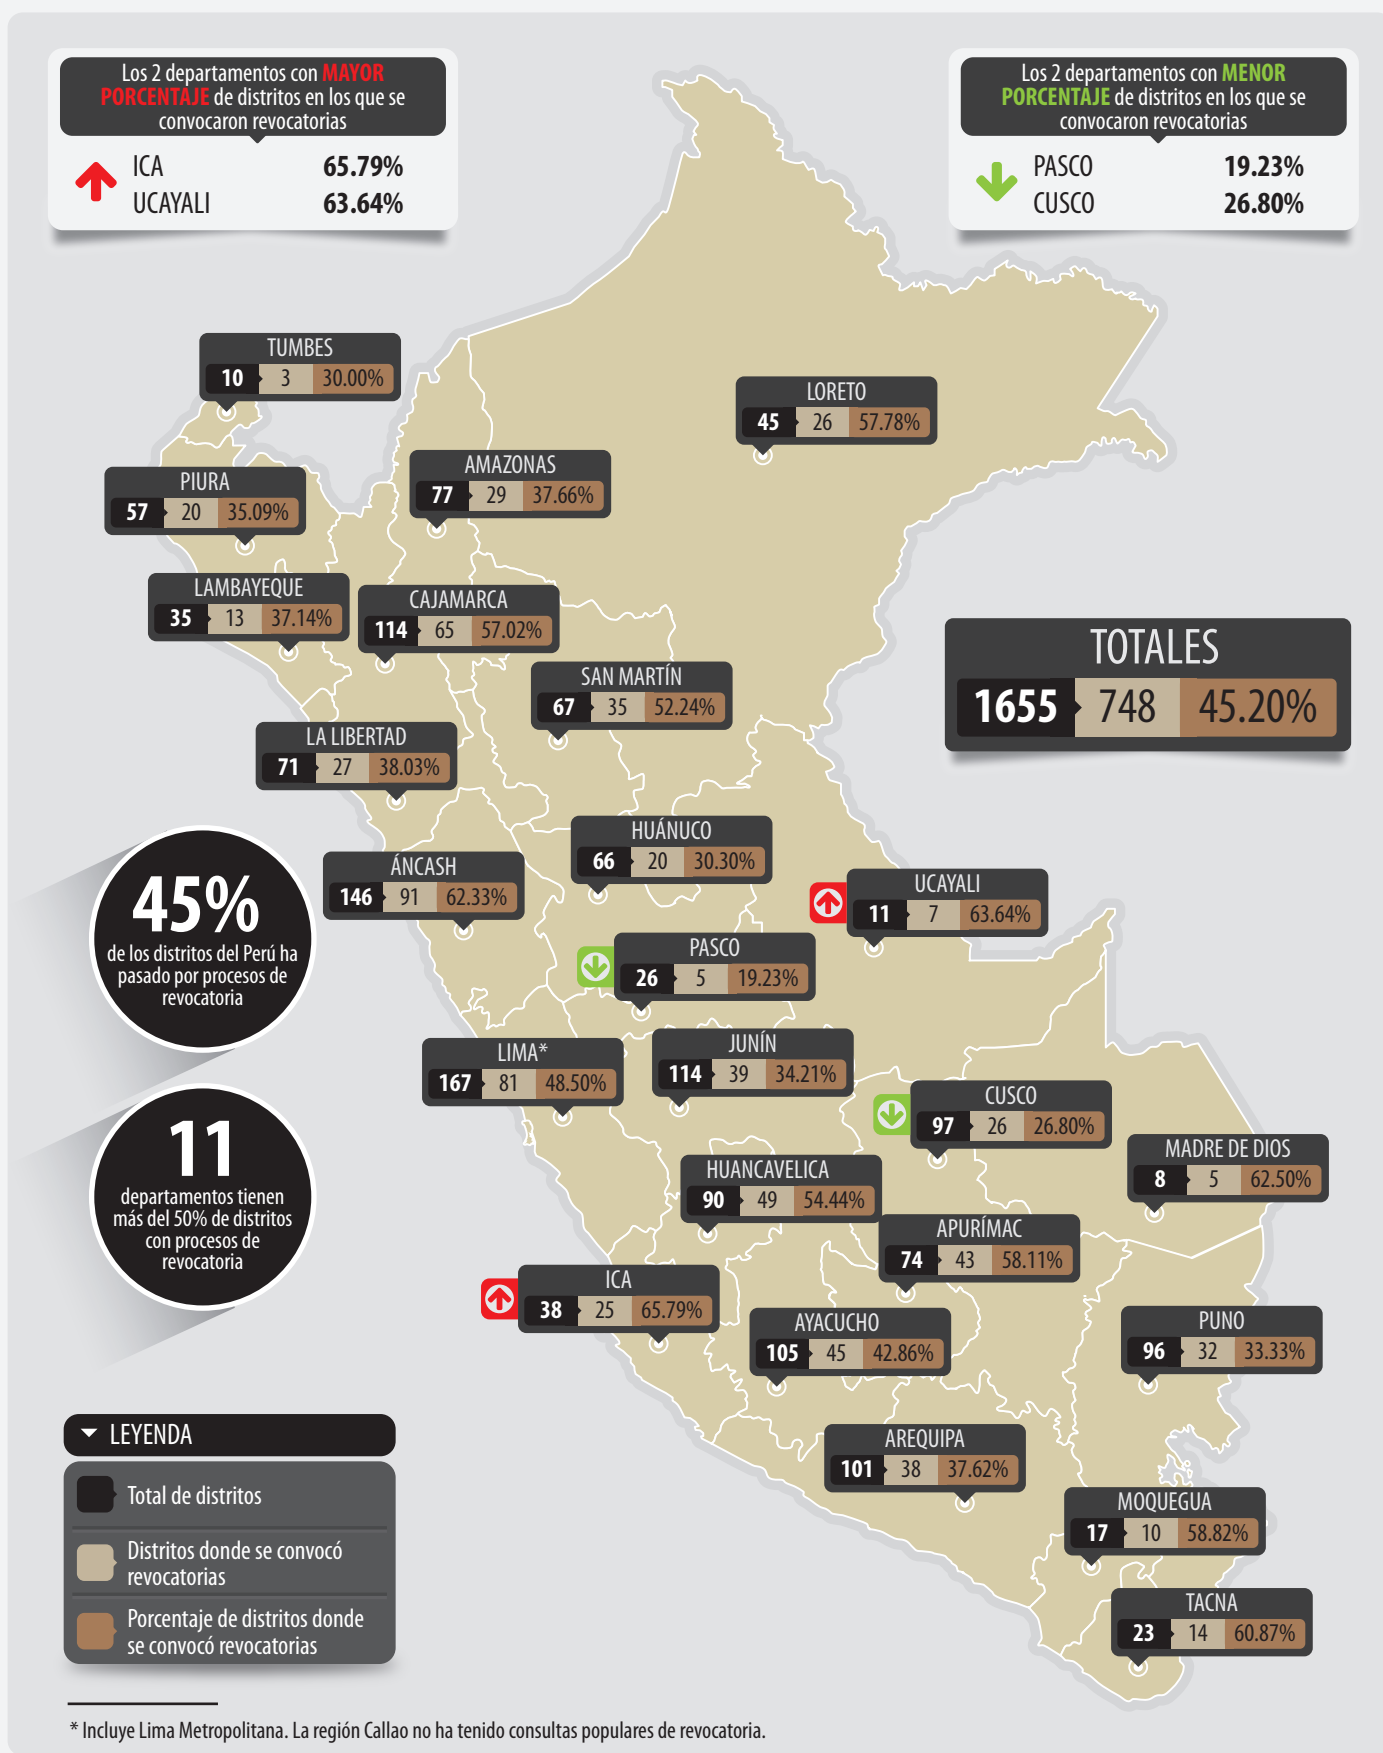 Los 2 departamentos con MAYOR
PORCENTAJE de distritos en los que se
convocaron revocatorias
ICA 65.79%
UCAYALI 63.64%
Los 2 departamentos con MENOR
PORCENTAJE de distritos en los que se
convocaron revocatorias
PASCO 19.23%
CUSCO 26.80%
TUMBES
10 3 30.00%
LORETO
45 26 57.78%
AMAZONAS
77 29 37.66%
PIURA
57 20 35.09%
LAMBAYEQUE
35 13 37.14%
CAJAMARCA
114 65 57.02%
SAN MARTÍN
67 35 52.24%
TOTALES
1655 748 45.20%
LA LIBERTAD
71 27 38.03%
HUÁNUCO
66 20 30.30%
ÁNCASH
146 91 62.33%
UCAYALI
11 7 63.64%
45%
de los distritos del Perú ha
pasado por procesos de
revocatoria
PASCO
26 5 19.23%
LIMA*
167 81 48.50%
JUNÍN
114 39 34.21%
CUSCO
97 26 26.80%
11
departamentos tienen
más del 50% de distritos
con procesos de
revocatoria
MADRE DE DIOS
8 5 62.50%
HUANCAVELICA
90 49 54.44%
APURÍMAC
74 43 58.11%
ICA
38 25 65.79%
AYACUCHO
105 45 42.86%
PUNO
96 32 33.33%
AREQUIPA
101 38 37.62%
MOQUEGUA
17 10 58.82%
TACNA
23 14 60.87%
LEYENDA
Total de distritos
Distritos donde se convocó
revocatorias
Porcentaje de distritos donde
se convocó revocatorias
* Incluye Lima Metropolitana. La región Callao no ha tenido consultas populares de revocatoria.